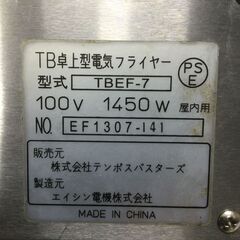 TB卓上型電気フライヤー
PS
E
型式 TBEF-7
100V 1450W 屋内用
NO. EF1307-141
販売元
株式会社テンポスバスターズ
製造元
エイシン電機株式会社
MADE IN CHINA